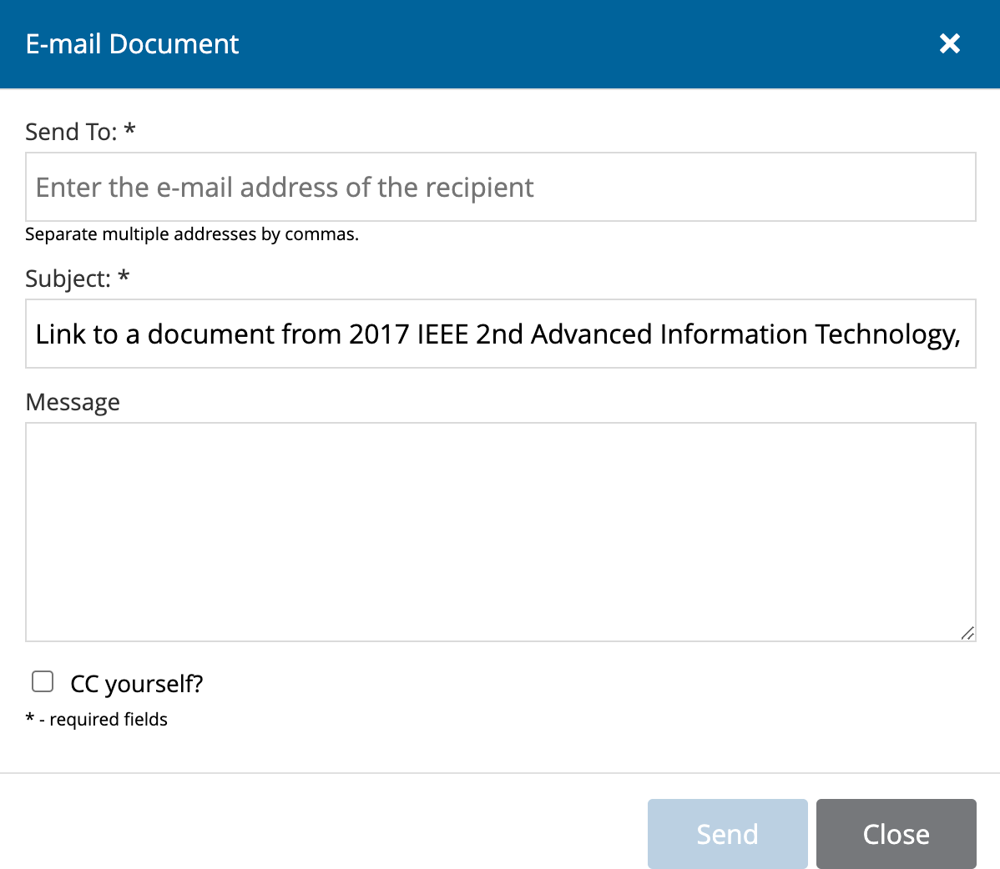 E-mail Document
Send To: *
Enter the e-mail address of the recipient
Separate multiple addresses by commas.
Subject: *
Link to a document from 2017 IEEE 2nd Advanced Information Technology,
Message
CC yourself?
* - required fields
Send Close